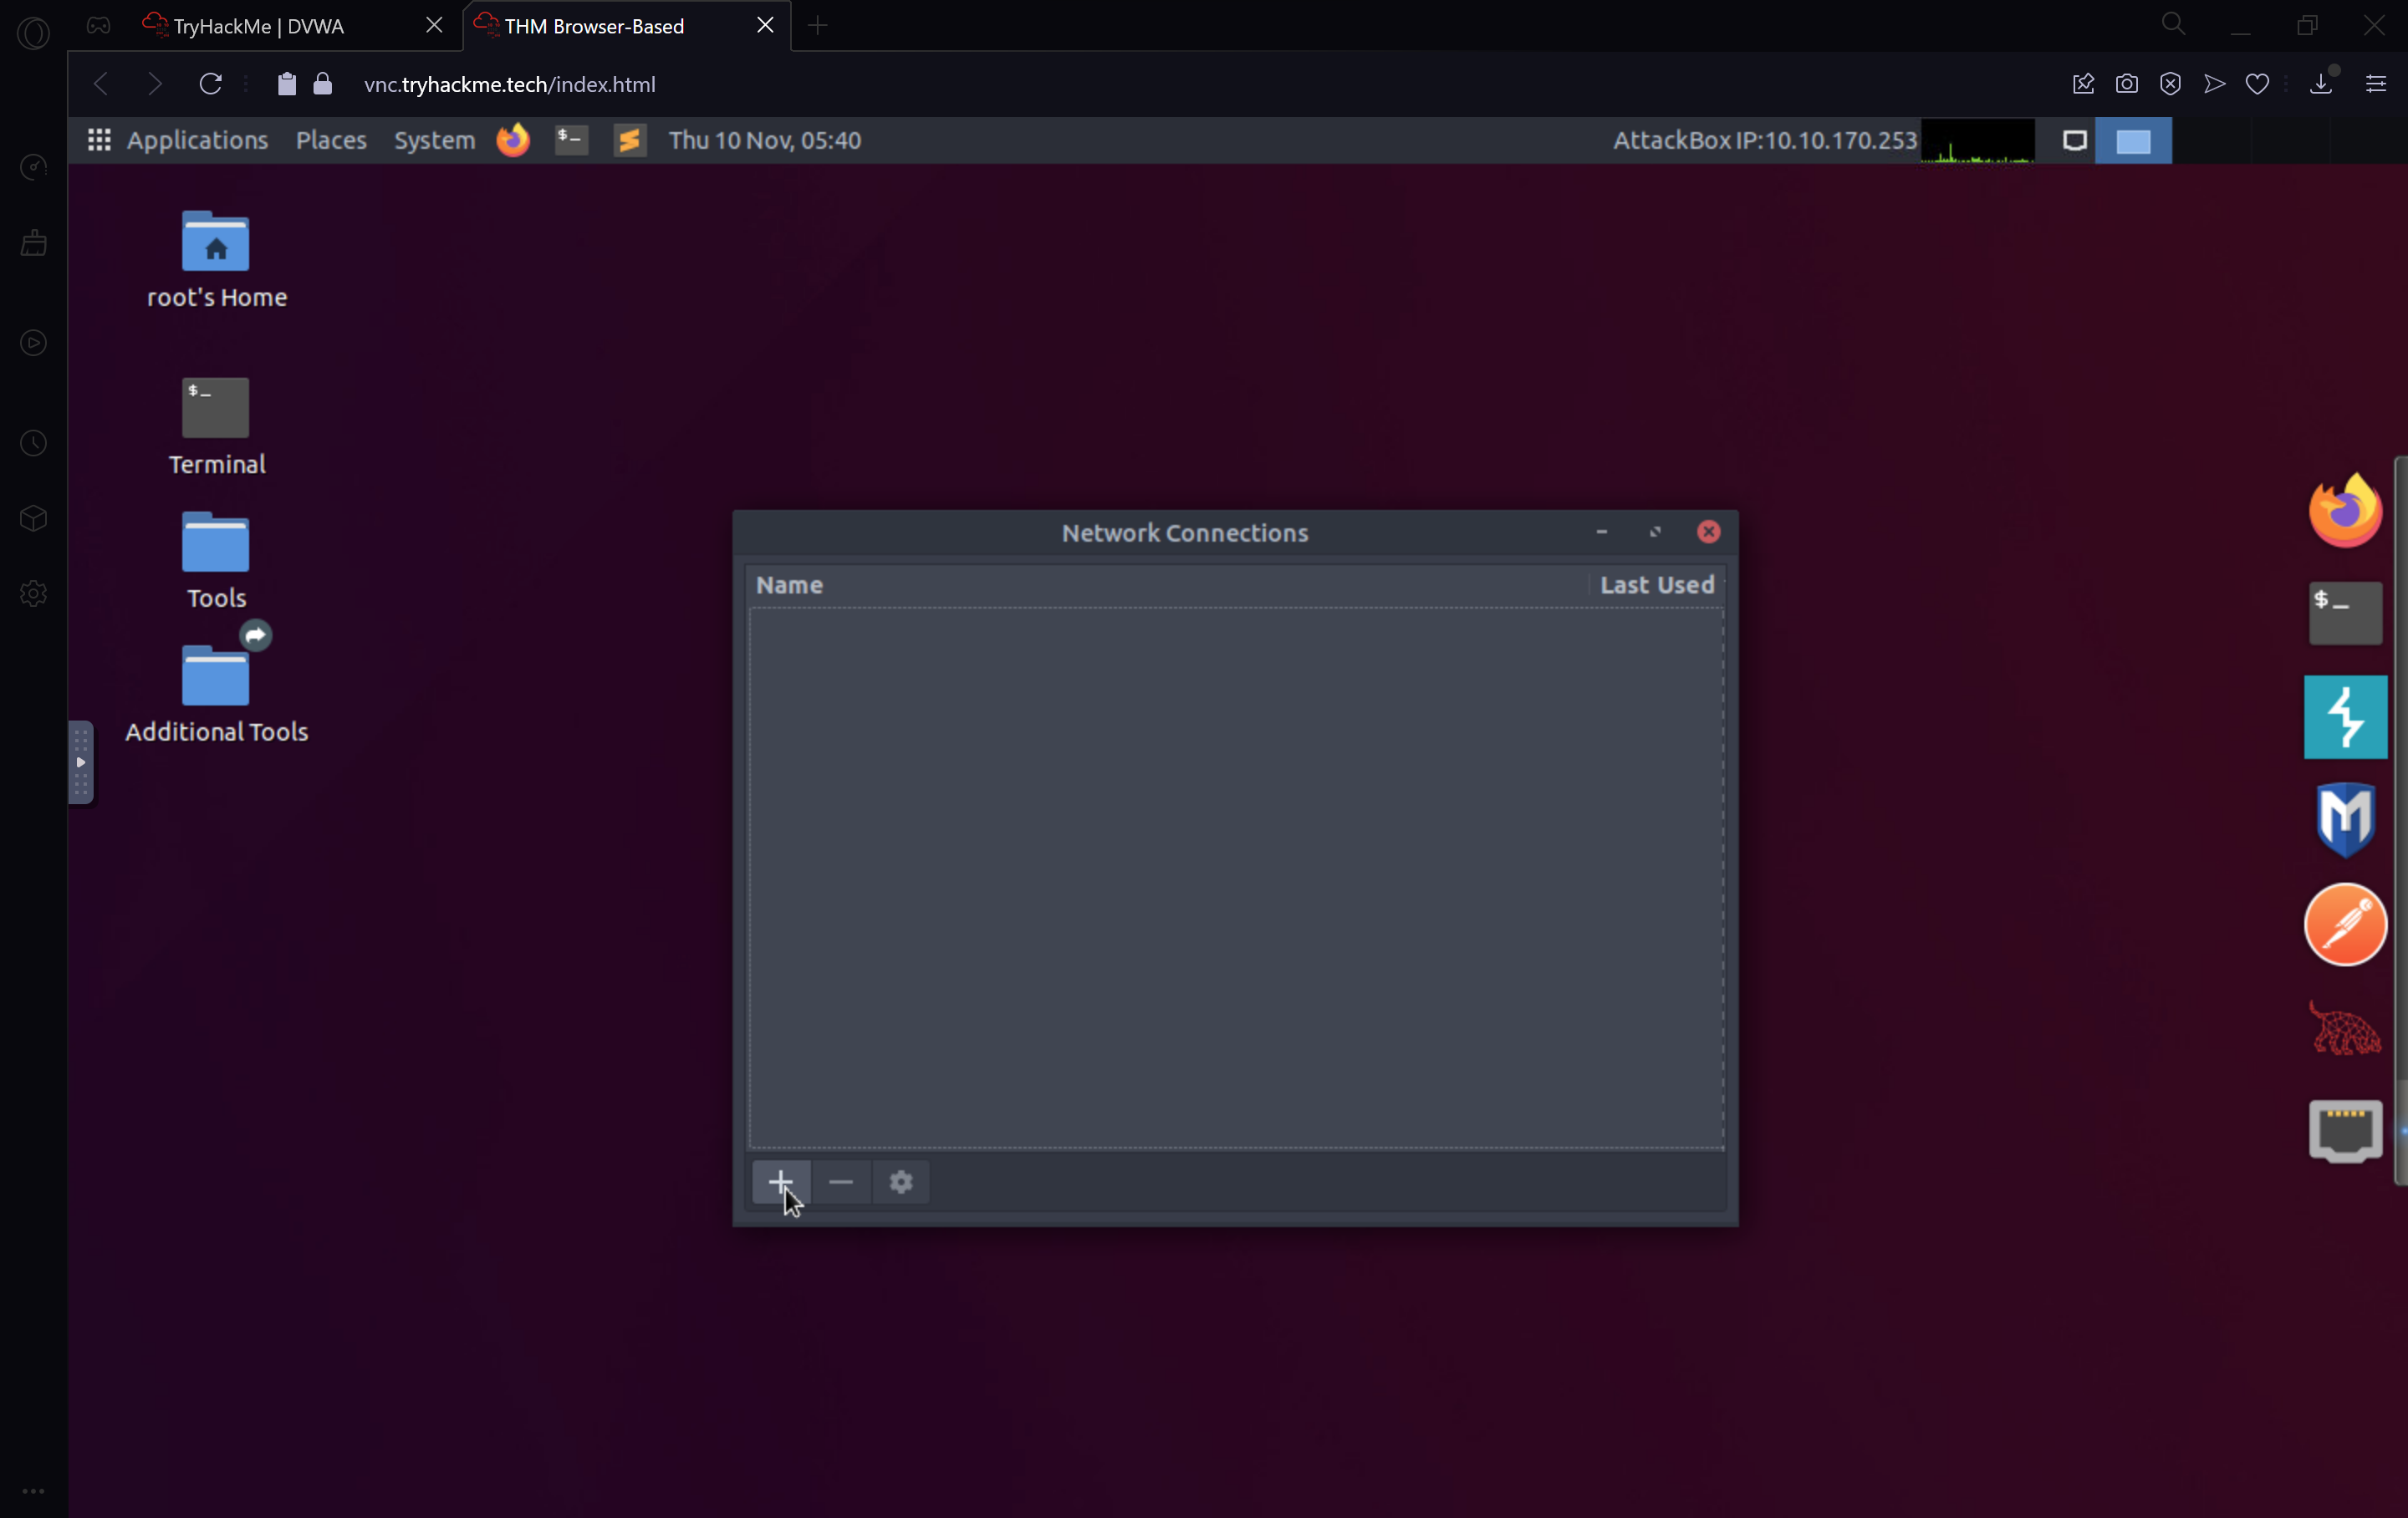 TryHackMe | DVWA
THM Browser-Based
vnc.tryhackme.tech/index.html
Applications Places System $_ Thu 10 Nov, 05:40 AttackBox IP:10.10.170.253
root's Home
$_
Terminal
Tools
Additional Tools
Network Connections
Name Last Used
$_